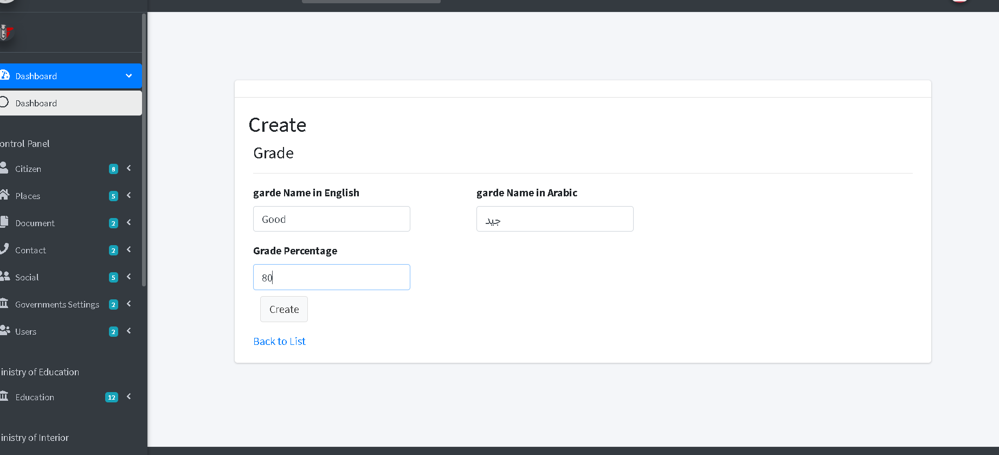 Dashboard
Dashboard
ontrol Panel
Citizen 8
Places 5
Document 2
Contact 2
Social 5
Governments Settings 2
Users 2
inistry of Education
Education 12
inistry of Interior
Create
Grade
garde Name in English
Good
garde Name in Arabic
جيد
Grade Percentage
80
Create
Back to List